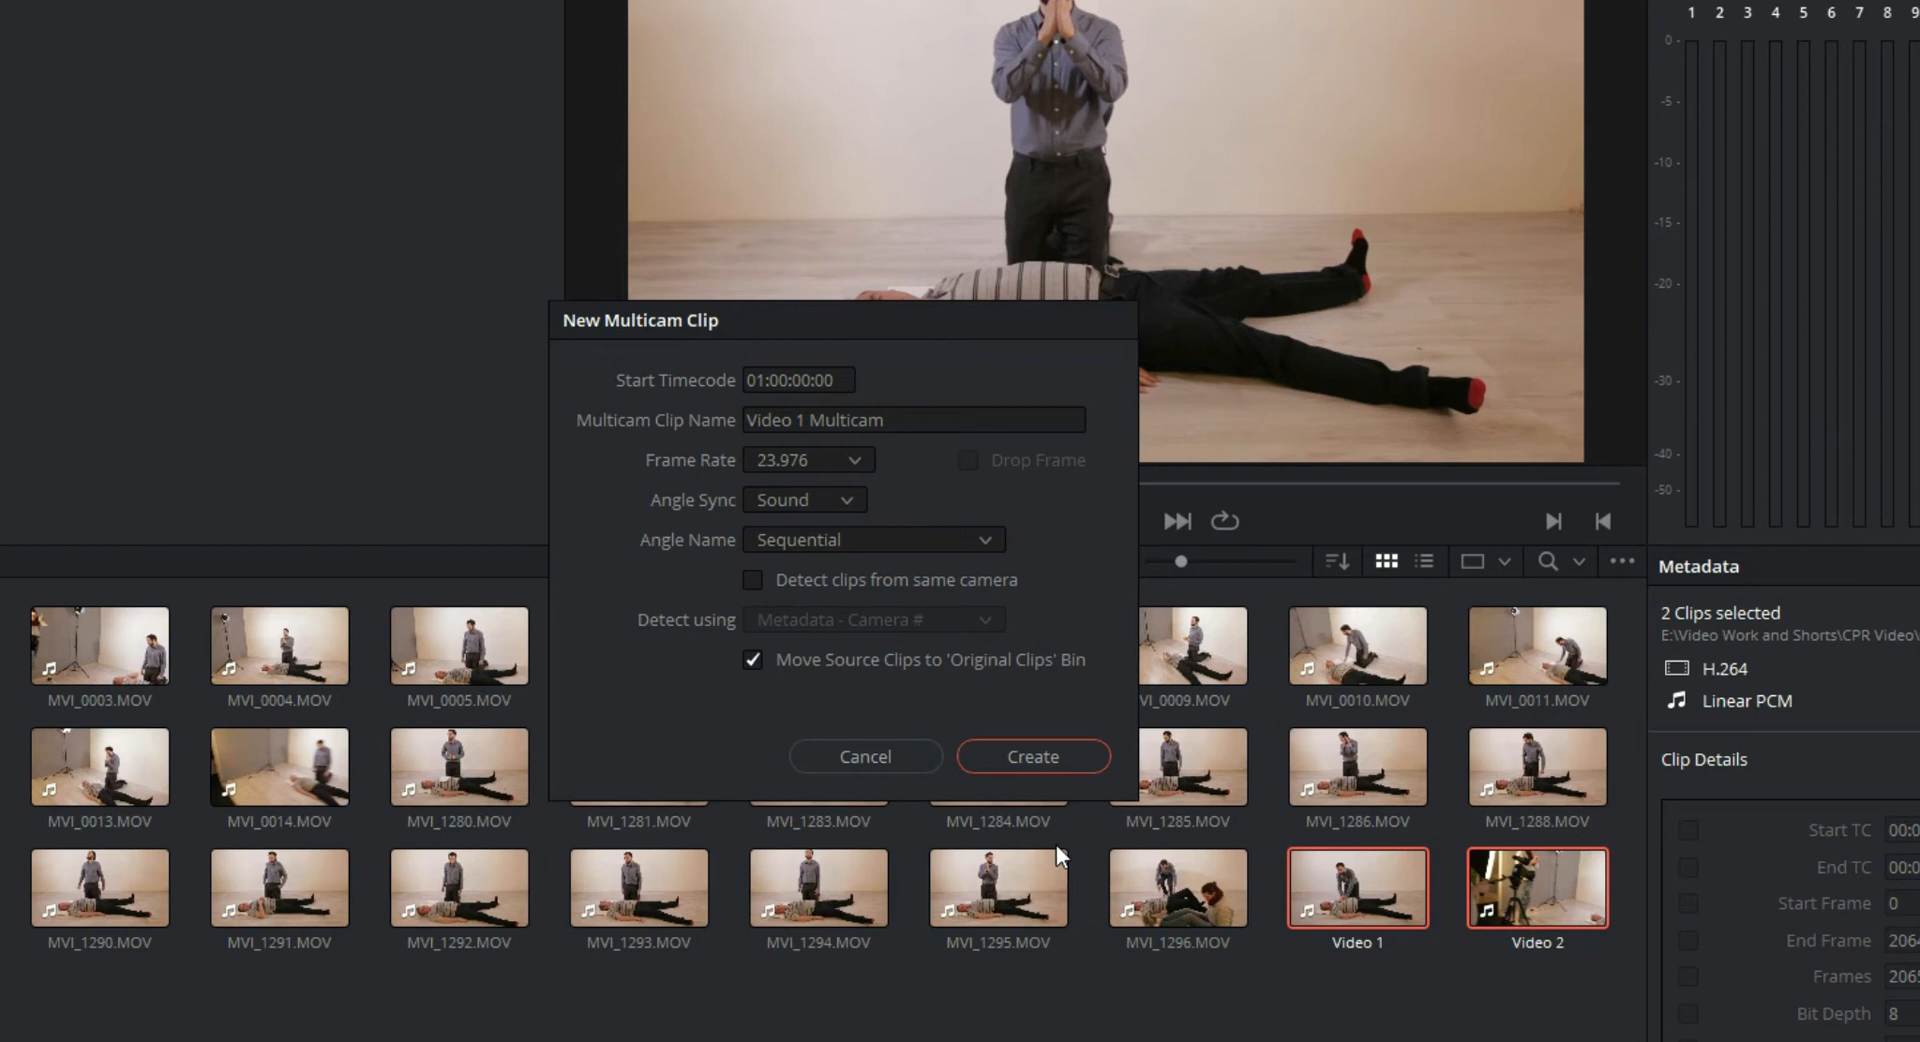 1 2 3 4 5 6 7 8 9
0 -
-5 -
-10 -
-15 -
-20 -
-30 -
-40 -
-50 -
New Multicam Clip
Start Timecode 01:00:00:00
Multicam Clip Name Video 1 Multicam
Frame Rate 23.976 Drop Frame
Angle Sync Sound
Angle Name Sequential
Detect clips from same camera
Detect using Metadata - Camera #
Move Source Clips to 'Original Clips' Bin
Cancel Create
MVI_0003.MOV MVI_0004.MOV MVI_0005.MOV VI_0009.MOV MVI_0010.MOV MVI_0011.MOV
MVI_0013.MOV MVI_0014.MOV MVI_1280.MOV MVI_1281.MOV MVI_1283.MOV MVI_1284.MOV MVI_1285.MOV MVI_1286.MOV MVI_1288.MOV
MVI_1290.MOV MVI_1291.MOV MVI_1292.MOV MVI_1293.MOV MVI_1294.MOV MVI_1295.MOV MVI_1296.MOV Video 1 Video 2
Metadata
2 Clips selected
E:\Video Work and Shorts\CPR Video\
H.264
Linear PCM
Clip Details
Start TC 00:0
End TC 00:0
Start Frame 0
End Frame 2064
Frames 2065
Bit Depth 8